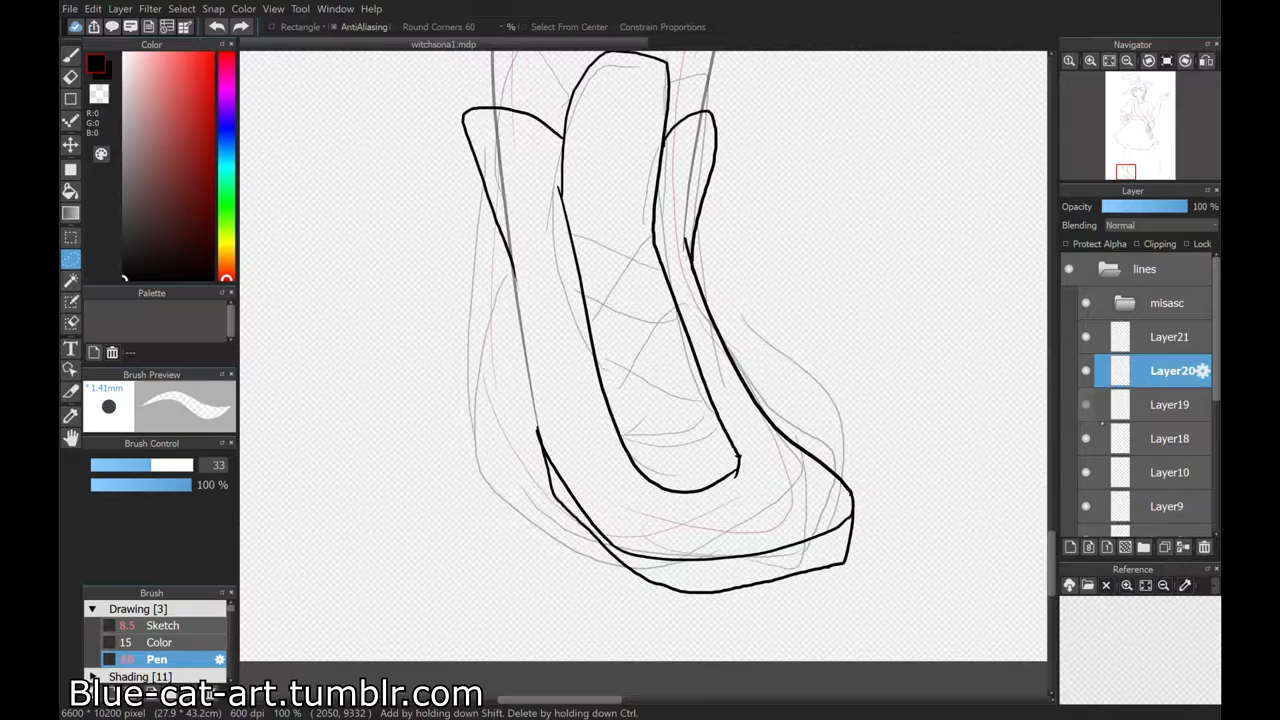 File Edit Layer Filter Select Snap Color View Tool Window Help
Rectangle AntiAliasing Round Corners 60 % Select From Center Constrain Proportions
Color
witchsona1.mdp
Navigator
R:0
G:0
B:0
Layer
Opacity 100 %
Blending Normal
Protect Alpha Clipping Lock
lines
misasc
Layer21
Layer20
Layer19
Layer18
Layer10
Layer9
Palette
---
Brush Preview
* 1.41mm
Brush Control
33
100 %
Reference
Brush
Drawing [3]
8.5 Sketch
15 Color
Pen
Shading [11]
Blue-cat-art.tumblr.com
6600 * 10200 pixel (27.9 * 43.2cm) 600 dpi 100 % ( 2050, 9332 ) Add by holding down Shift, Delete by holding down Ctrl.